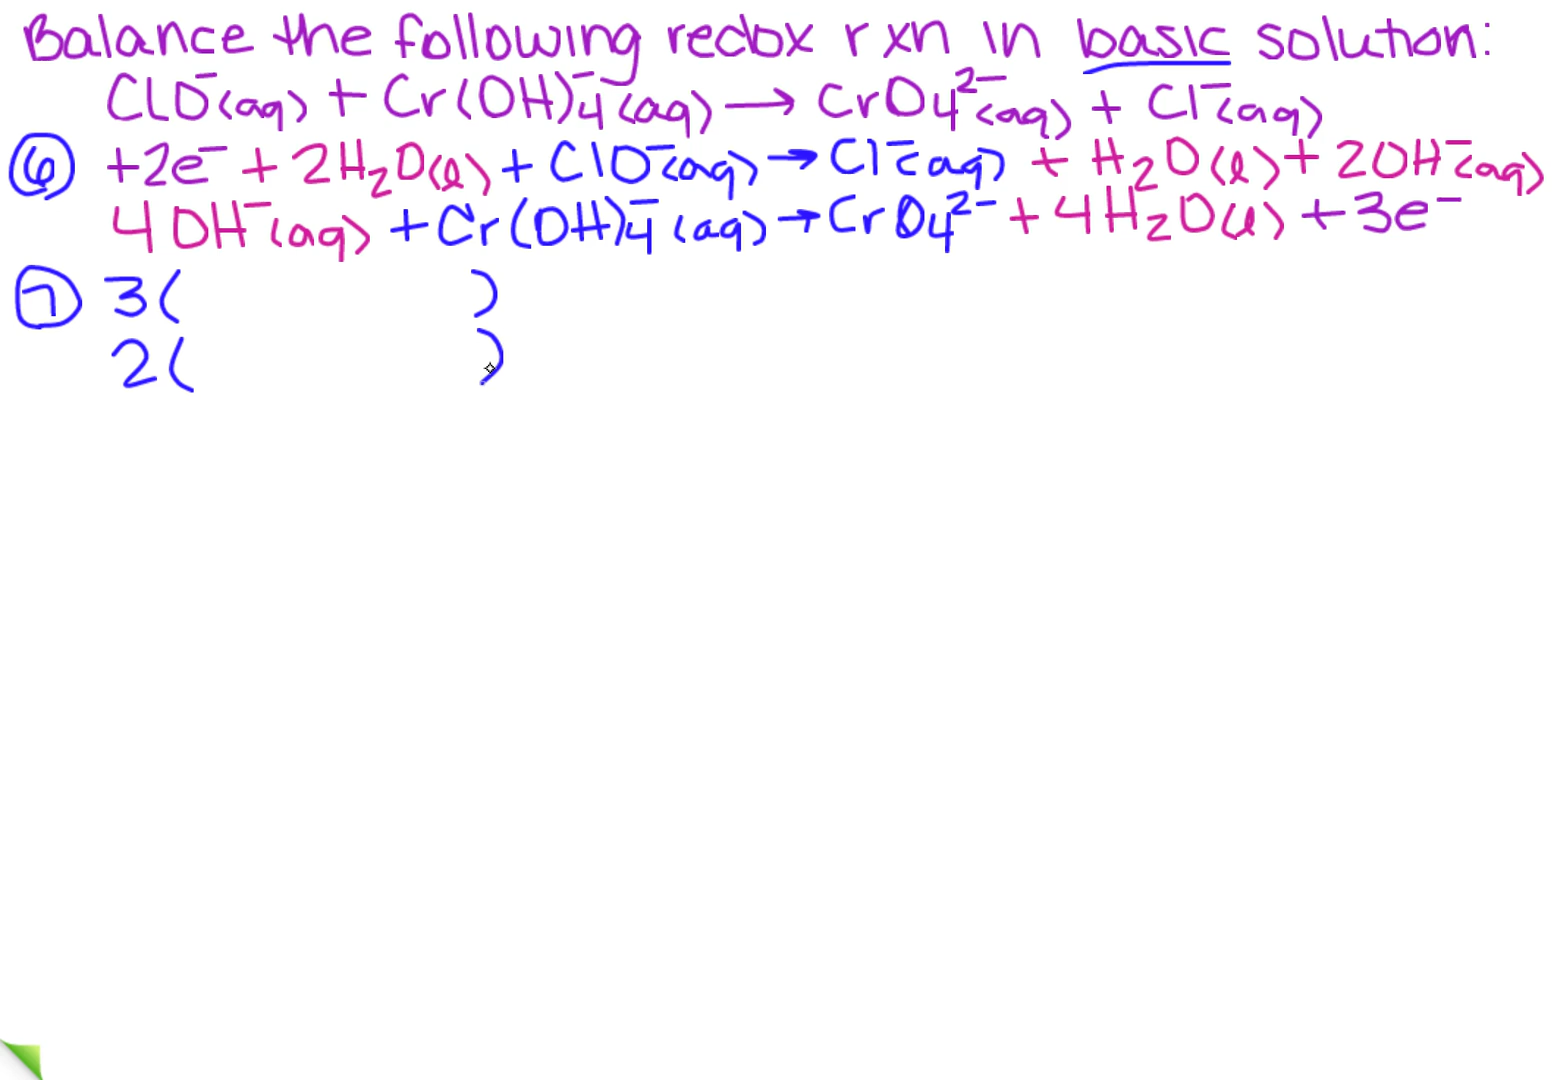 Balance the following redox rxn in basic solution:
ClO⁻(aq) + Cr(OH)₄⁻(aq) → CrO₄²⁻(aq) + Cl⁻(aq)
⑥ +2e⁻ + 2H₂O(l) + ClO⁻(aq) → Cl⁻(aq) + H₂O(l) + 2OH⁻(aq)
4OH⁻(aq) + Cr(OH)₄⁻(aq) → CrO₄²⁻ + 4H₂O(l) + 3e⁻
⑦ 3( )
2( )